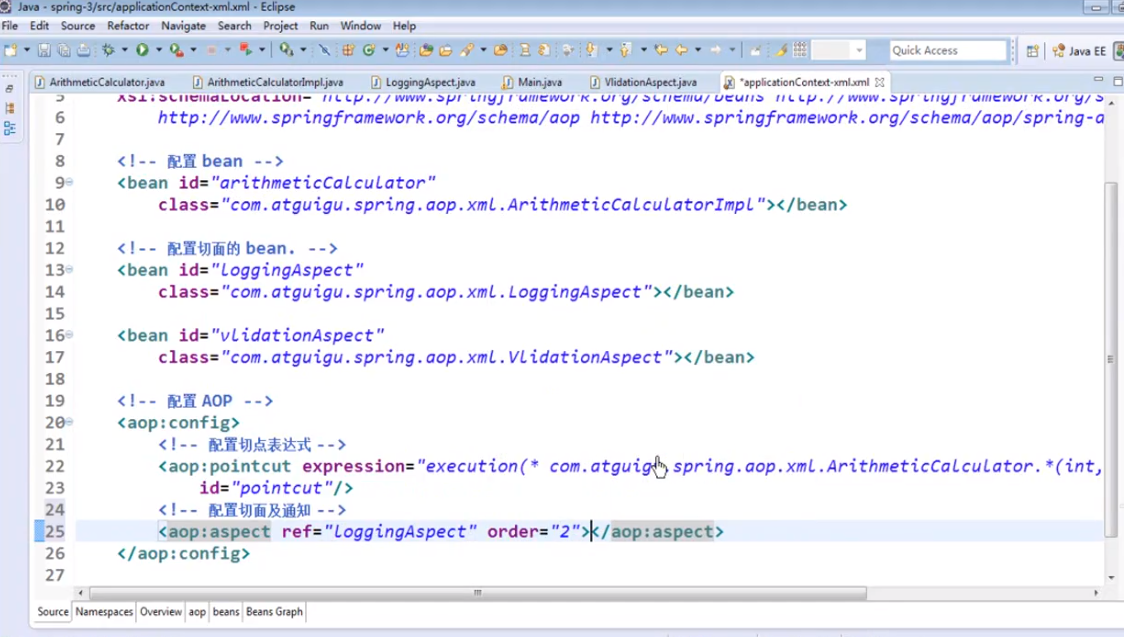 Java - spring-3/src/applicationContext-xml.xml - Eclipse
File Edit Source Refactor Navigate Search Project Run Window Help
Quick Access Java EE
ArithmeticCalculator.java ArithmeticCalculatorImpl.java LoggingAspect.java Main.java VlidationAspect.java *applicationContext-xml.xml
5 xsi:schemaLocation="http://www.springframework.org/schema/beans http://www.springframework.org/s
6 http://www.springframework.org/schema/aop http://www.springframework.org/schema/aop/spring-a
7
8 <!-- 配置 bean -->
9 <bean id="arithmeticCalculator"
10 class="com.atguigu.spring.aop.xml.ArithmeticCalculatorImpl"></bean>
11
12 <!-- 配置切面的 bean. -->
13 <bean id="loggingAspect"
14 class="com.atguigu.spring.aop.xml.LoggingAspect"></bean>
15
16 <bean id="vlidationAspect"
17 class="com.atguigu.spring.aop.xml.VlidationAspect"></bean>
18
19 <!-- 配置 AOP -->
20 <aop:config>
21 <!-- 配置切点表达式 -->
22 <aop:pointcut expression="execution(* com.atguigu.spring.aop.xml.ArithmeticCalculator.*(int,
23 id="pointcut"/>
24 <!-- 配置切面及通知 -->
25 <aop:aspect ref="loggingAspect" order="2"></aop:aspect>
26 </aop:config>
27
Source Namespaces Overview aop beans Beans Graph